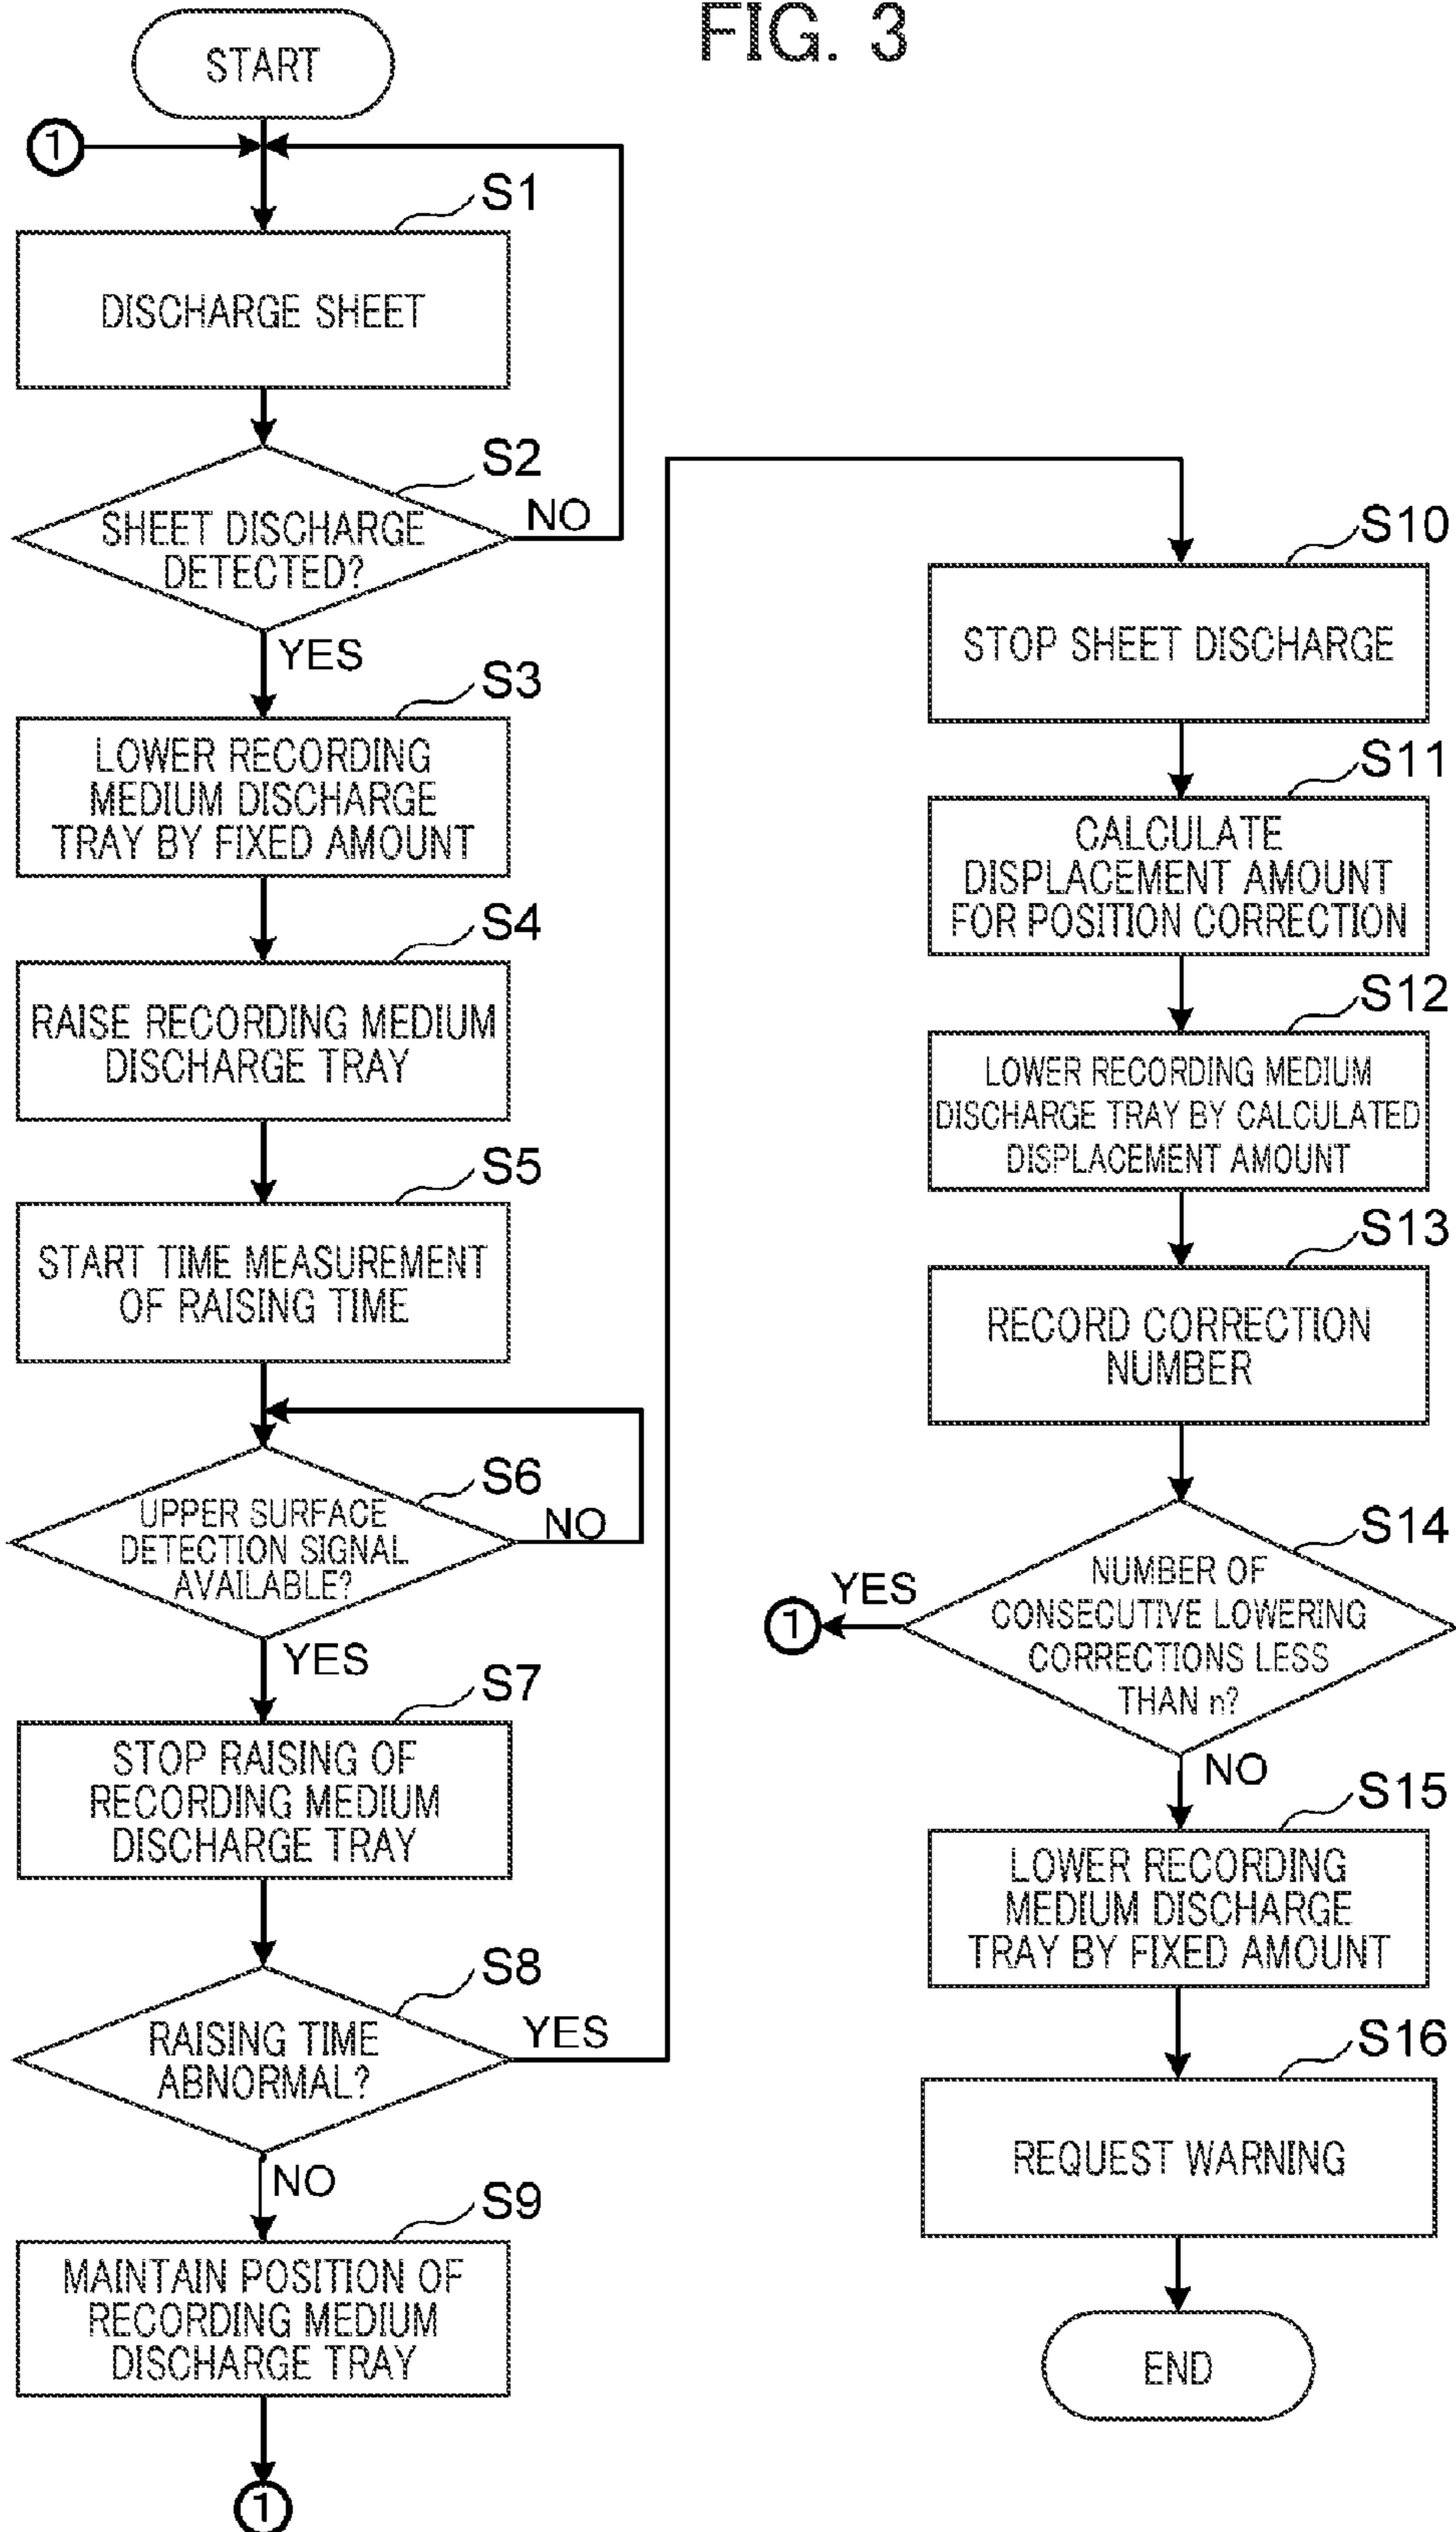 FIG. 3
START
1
S1
DISCHARGE SHEET
S2
SHEET DISCHARGE
DETECTED?
NO
YES
S3
LOWER RECORDING
MEDIUM DISCHARGE
TRAY BY FIXED AMOUNT
S4
RAISE RECORDING MEDIUM
DISCHARGE TRAY
S5
START TIME MEASUREMENT
OF RAISING TIME
S6
UPPER SURFACE
DETECTION SIGNAL
AVAILABLE?
NO
YES
S7
STOP RAISING OF
RECORDING MEDIUM
DISCHARGE TRAY
S8
RAISING TIME
ABNORMAL?
YES
NO
S9
MAINTAIN POSITION OF
RECORDING MEDIUM
DISCHARGE TRAY
1
S10
STOP SHEET DISCHARGE
S11
CALCULATE
DISPLACEMENT AMOUNT
FOR POSITION CORRECTION
S12
LOWER RECORDING MEDIUM
DISCHARGE TRAY BY CALCULATED
DISPLACEMENT AMOUNT
S13
RECORD CORRECTION
NUMBER
S14
NUMBER OF
CONSECUTIVE LOWERING
CORRECTIONS LESS
THAN n?
YES
1
NO
S15
LOWER RECORDING
MEDIUM DISCHARGE
TRAY BY FIXED AMOUNT
S16
REQUEST WARNING
END